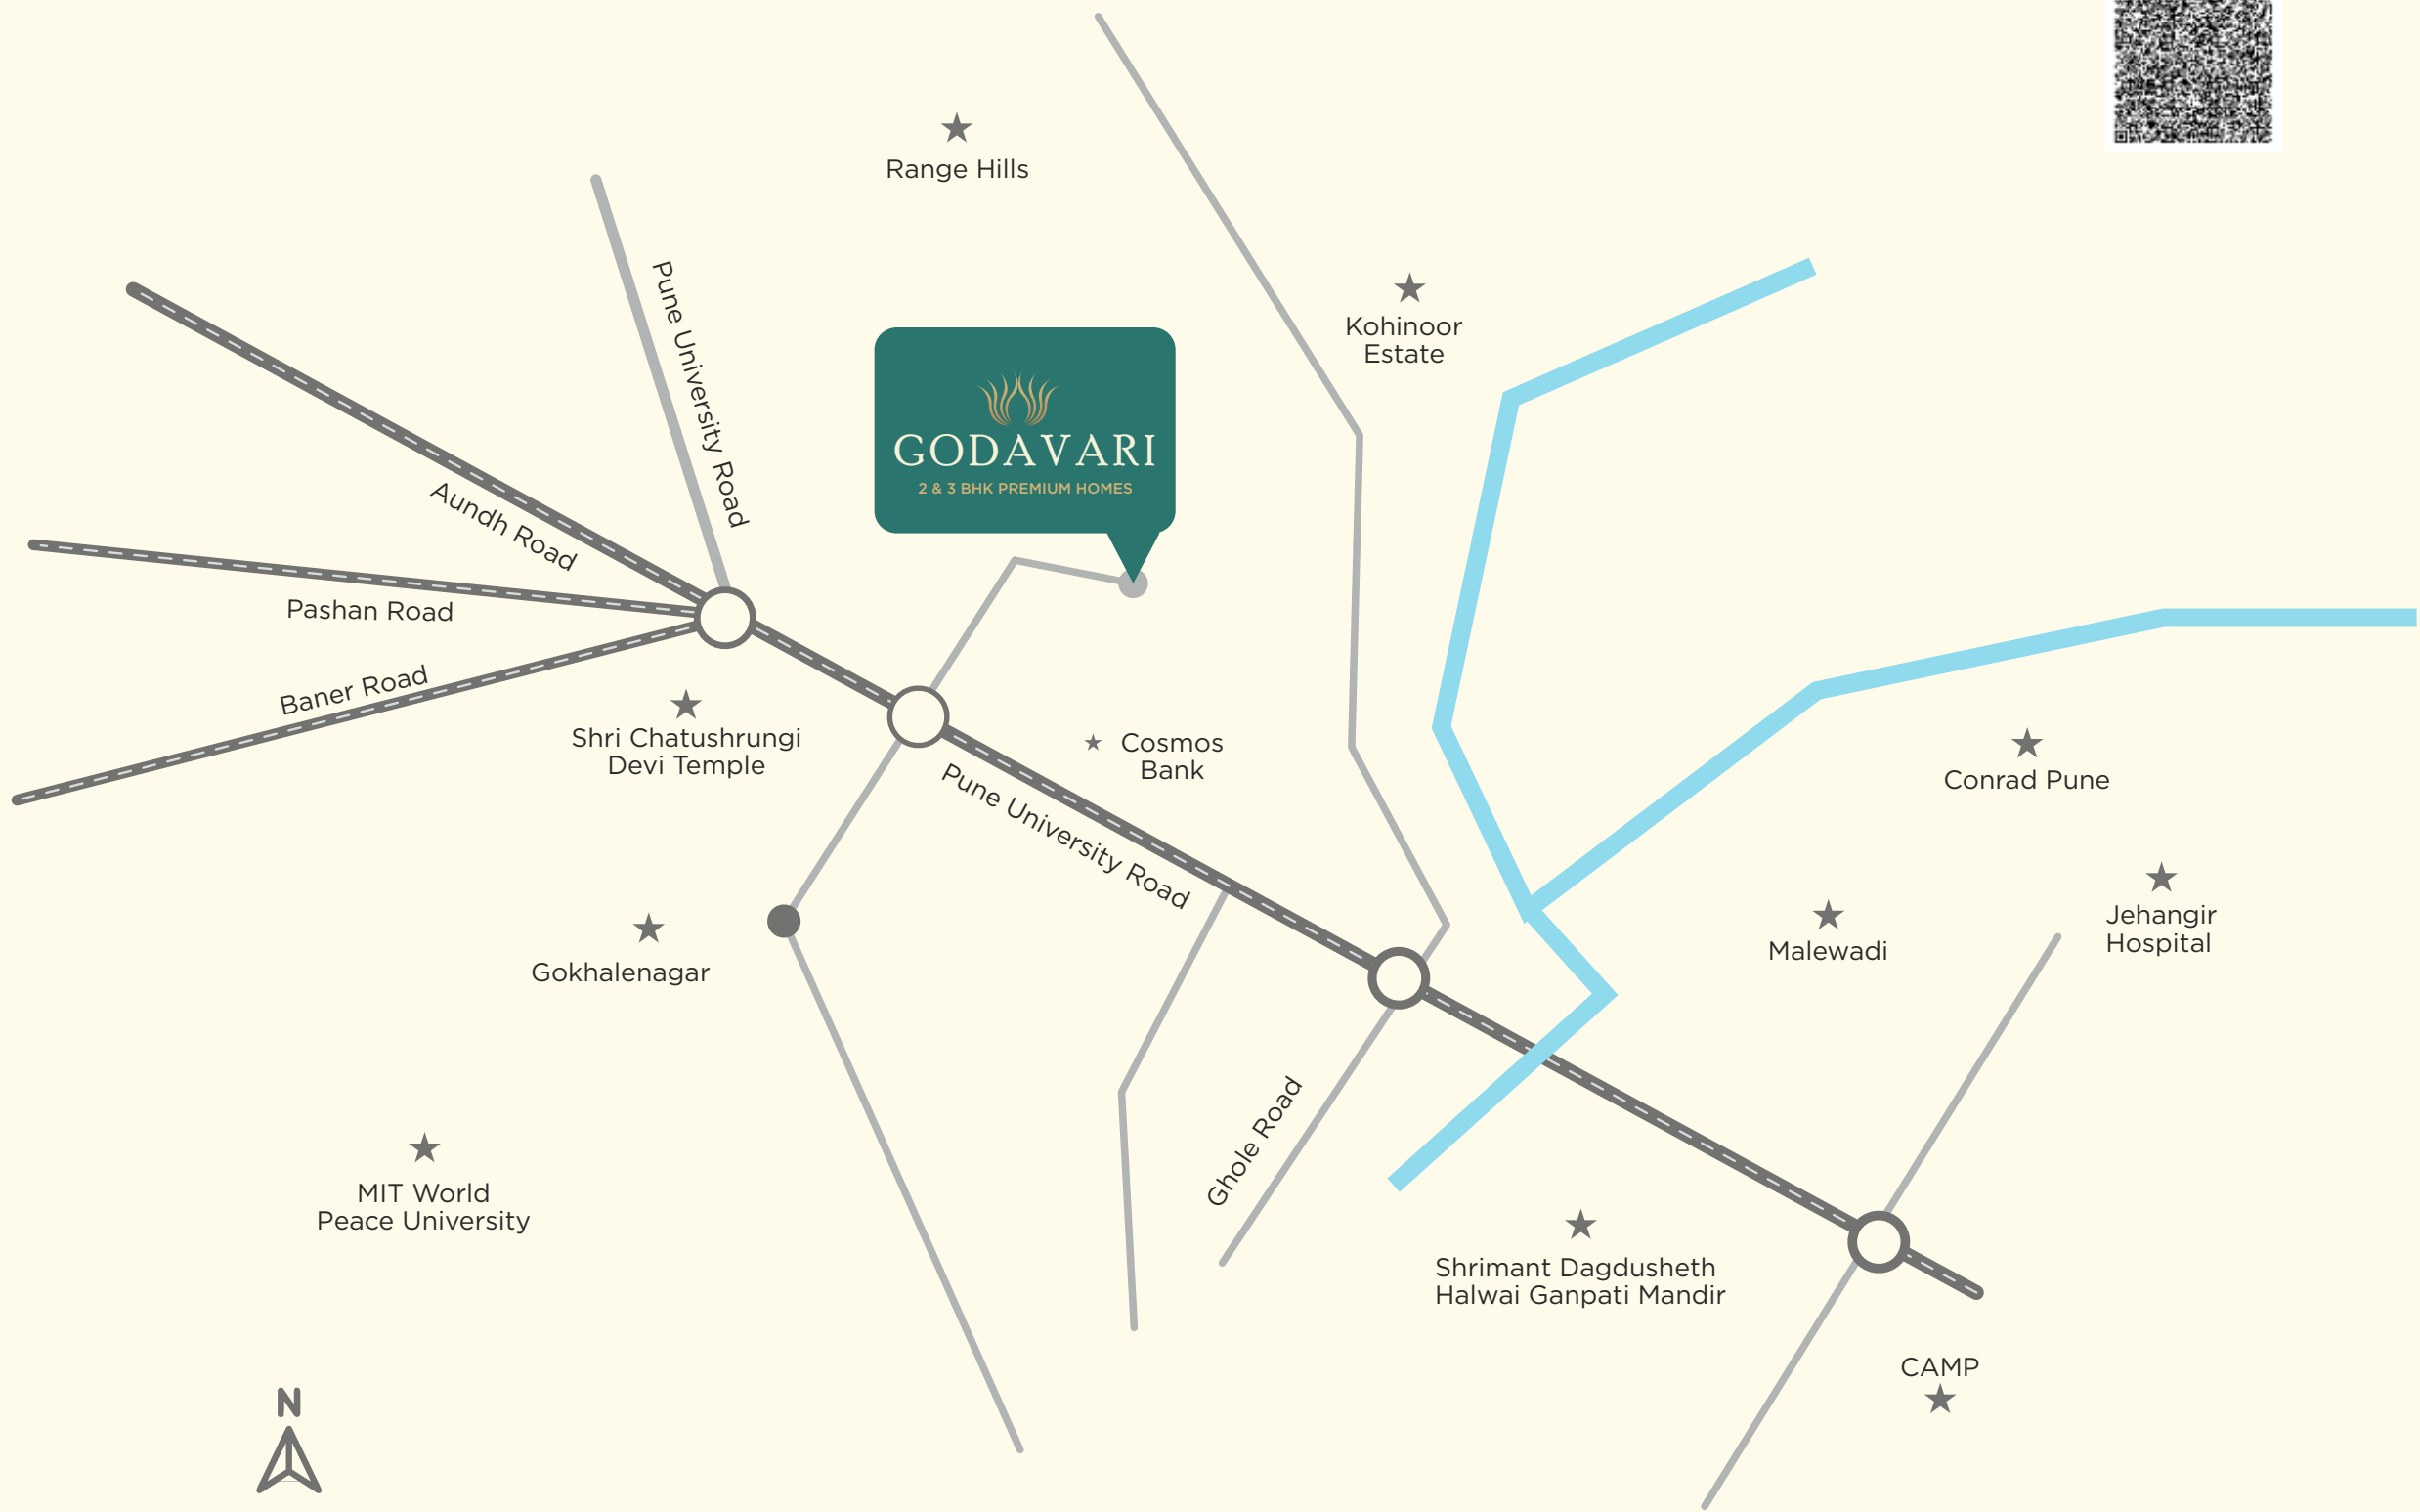 Range Hills
Pune University Road
Kohinoor
Estate
GODAVARI
2 & 3 BHK PREMIUM HOMES
Aundh Road
Pashan Road
Baner Road
Shri Chatushrungi
Devi Temple
Cosmos
Bank
Pune University Road
Conrad Pune
Jehangir
Hospital
Malewadi
Gokhalenagar
Ghole Road
MIT World
Peace University
Shrimant Dagdusheth
Halwai Ganpati Mandir
CAMP
N